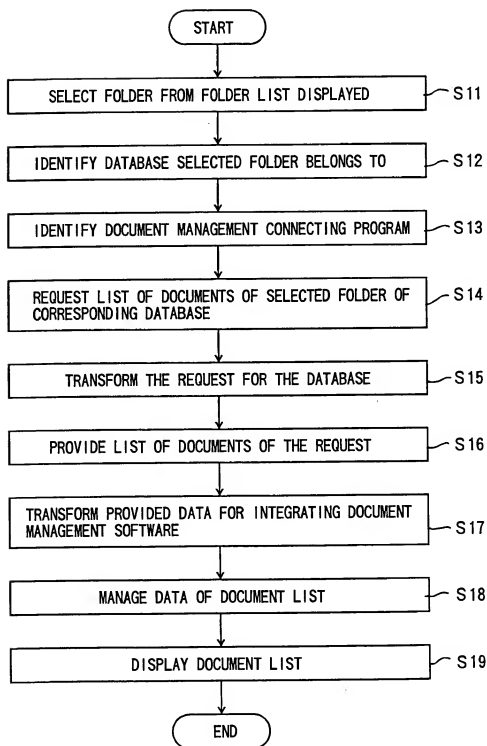 START
SELECT FOLDER FROM FOLDER LIST DISPLAYED
S11
IDENTIFY DATABASE SELECTED FOLDER BELONGS TO
S12
IDENTIFY DOCUMENT MANAGEMENT CONNECTING PROGRAM
S13
REQUEST LIST OF DOCUMENTS OF SELECTED FOLDER OF
CORRESPONDING DATABASE
S14
TRANSFORM THE REQUEST FOR THE DATABASE
S15
PROVIDE LIST OF DOCUMENTS OF THE REQUEST
S16
TRANSFORM PROVIDED DATA FOR INTEGRATING DOCUMENT
MANAGEMENT SOFTWARE
S17
MANAGE DATA OF DOCUMENT LIST
S18
DISPLAY DOCUMENT LIST
S19
END